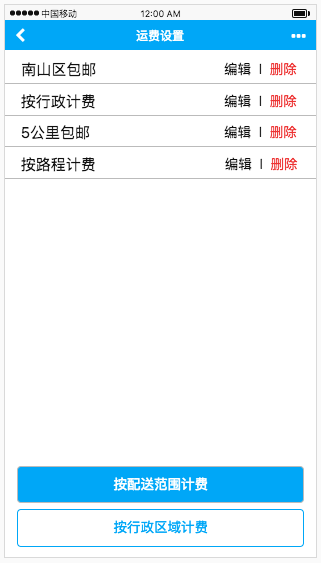 中国移动 12:00 AM
运费设置
南山区包邮 编辑 | 删除
按行政计费 编辑 | 删除
5公里包邮 编辑 | 删除
按路程计费 编辑 | 删除
按配送范围计费
按行政区域计费